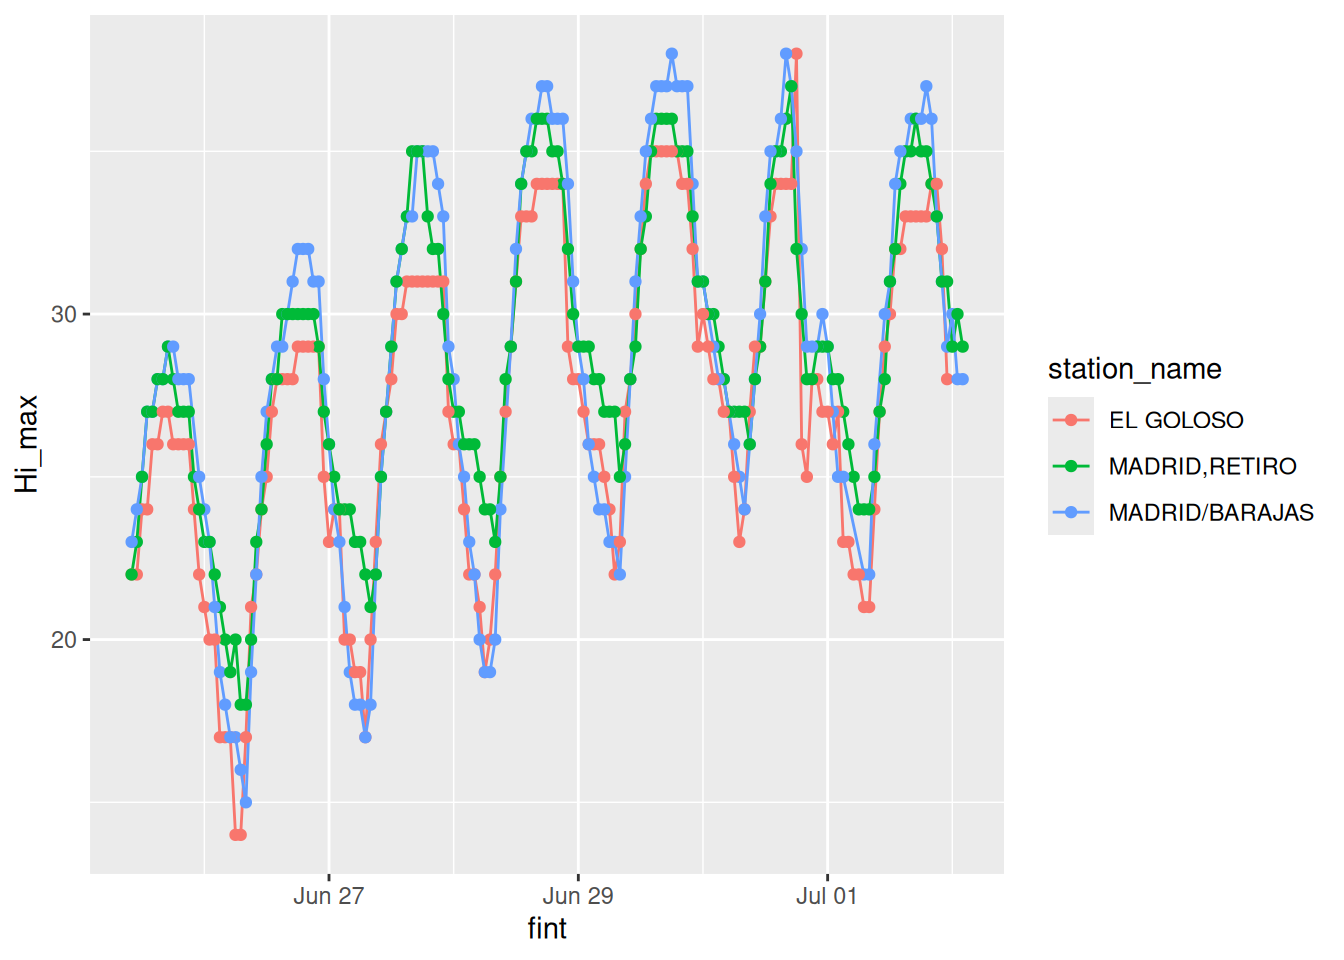 Hi_max
30
20
Jun 27
Jun 29
Jul 01
fint
station_name
EL GOLOSO
MADRID,RETIRO
MADRID/BARAJAS